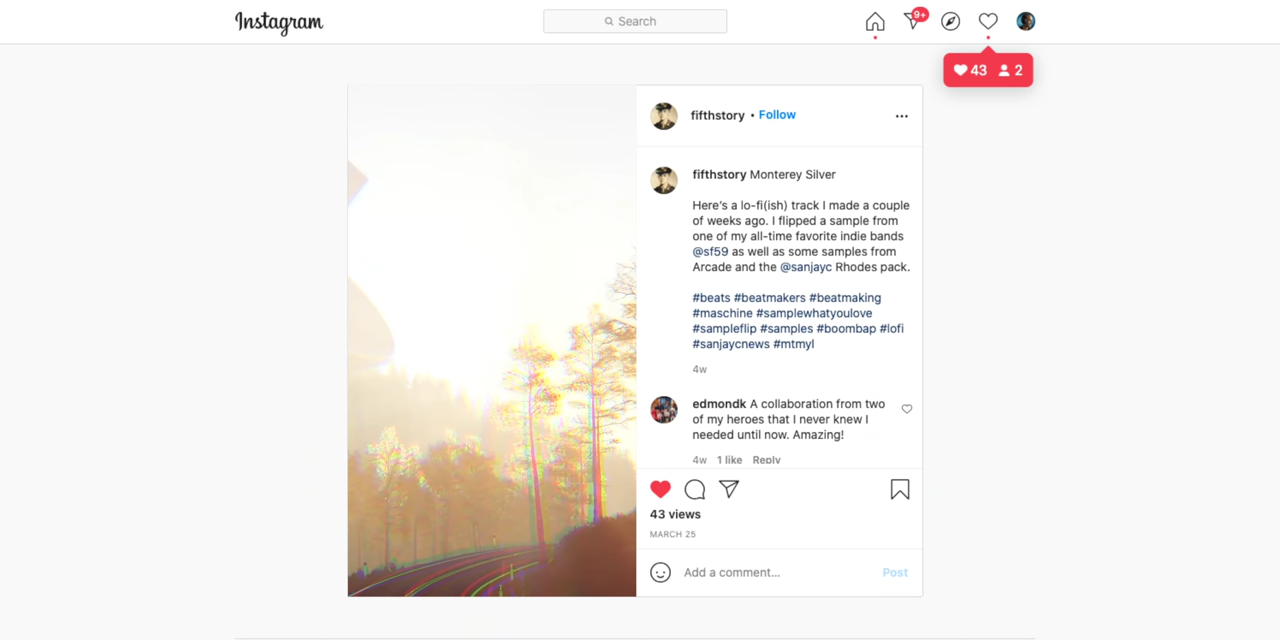 Instagram
Search
9+
43 2
fifthstory • Follow
...
fifthstory Monterey Silver
Here's a lo-fi(ish) track I made a couple
of weeks ago. I flipped a sample from
one of my all-time favorite indie bands
@sf59 as well as some samples from
Arcade and the @sanjayc Rhodes pack.
#beats #beatmakers #beatmaking
#maschine #samplewhatyoulove
#sampleflip #samples #boombap #lofi
#sanjaycnews #mtmyl
4w
edmondk A collaboration from two
of my heroes that I never knew I
needed until now. Amazing!
4w 1 like Reply
43 views
MARCH 25
Add a comment... Post